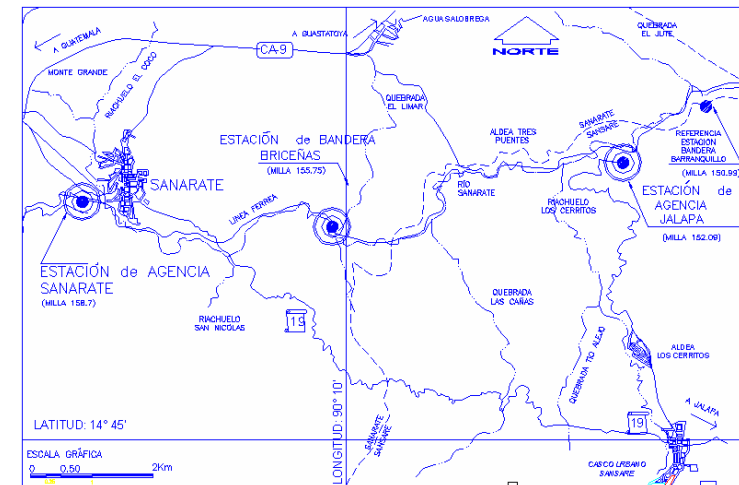 A GUATEMALA
A GUASTATOYA
AGUA SALOBREGA
CA-9
NORTE
QUEBRADA
EL JUTE
MONTE GRANDE
RIACHUELO EL COCO
QUEBRADA
EL LIMAR
ESTACIÓN de BANDERA
BRICEÑAS
(MILLA 155.75)
ALDEA TRES
PUENTES
SANARATE
SANSARE
REFERENCIA
ESTACION
BANDERA
BARRANQUILLO
(MILLA 150.99)
SANARATE
LÍNEA FERREA
RÍO
SANARATE
RIACHUELO
LOS CERRITOS
ESTACIÓN de
AGENCIA
JALAPA
(MILLA 152.09)
ESTACIÓN de AGENCIA
SANARATE
(MILLA 158.7)
RIACHUELO
SAN NICOLAS
19
QUEBRADA
LAS CAÑAS
QUEBRADA TIO ALEJO
ALDEA
LOS CERRITOS
LONGITUD: 90° 10'
SANARATE
SANSARE
A JALAPA
19
LATITUD: 14° 45'
ESCALA GRÁFICA
0 0.50 2Km
CASCO URBANO
SANSARE